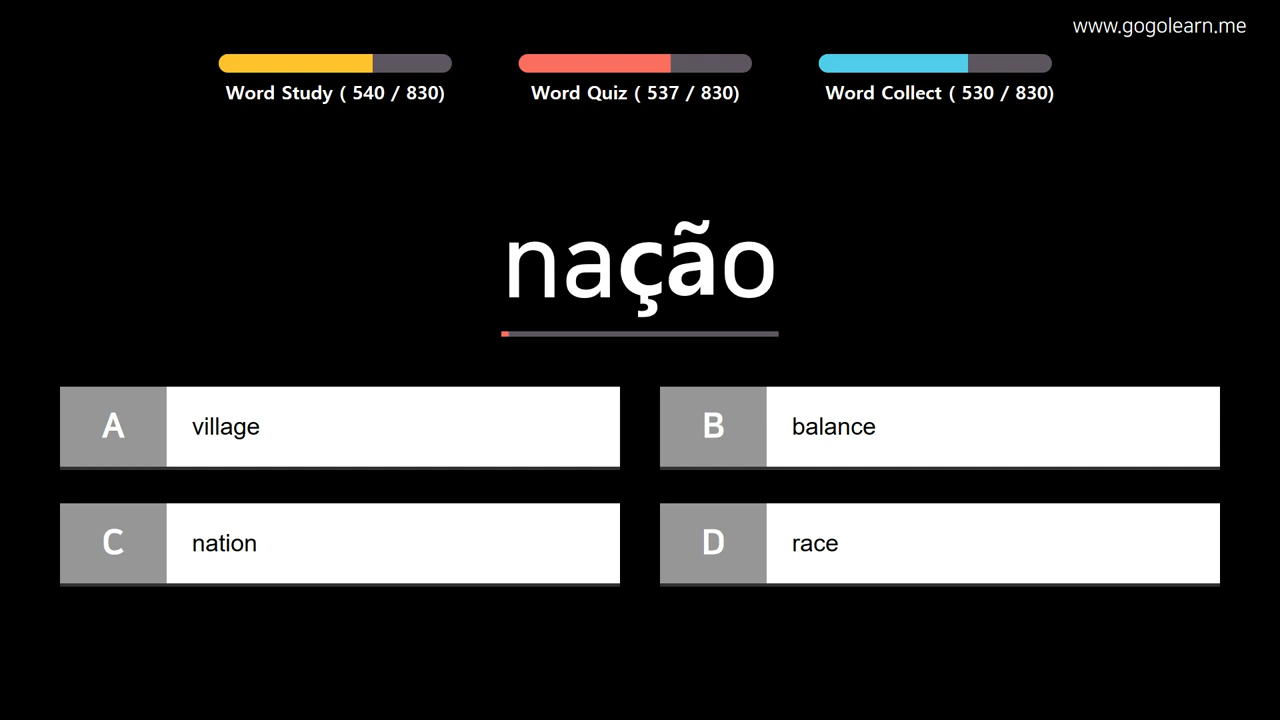 www.gogolearn.me
Word Study ( 540 / 830)
Word Quiz ( 537 / 830)
Word Collect ( 530 / 830)
nação
A village
B balance
C nation
D race